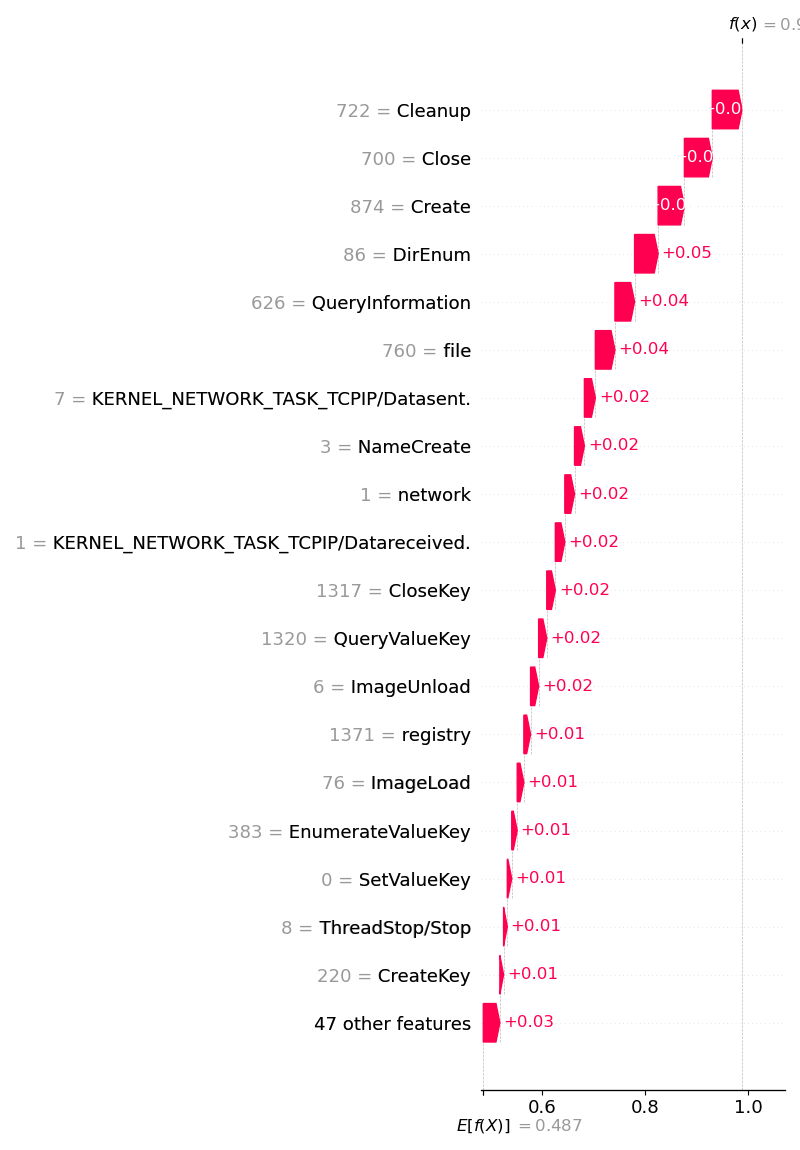 f(x) = 0.9
722 = Cleanup
700 = Close
874 = Create
86 = DirEnum +0.05
626 = QueryInformation +0.04
760 = file +0.04
7 = KERNEL_NETWORK_TASK_TCPIP/Datasent. +0.02
3 = NameCreate +0.02
1 = network +0.02
1 = KERNEL_NETWORK_TASK_TCPIP/Datareceived. +0.02
1317 = CloseKey +0.02
1320 = QueryValueKey +0.02
6 = ImageUnload +0.02
1371 = registry +0.01
76 = ImageLoad +0.01
383 = EnumerateValueKey +0.01
0 = SetValueKey +0.01
8 = ThreadStop/Stop +0.01
220 = CreateKey +0.01
47 other features +0.03
0.6 0.8 1.0
E[f(X)] = 0.487